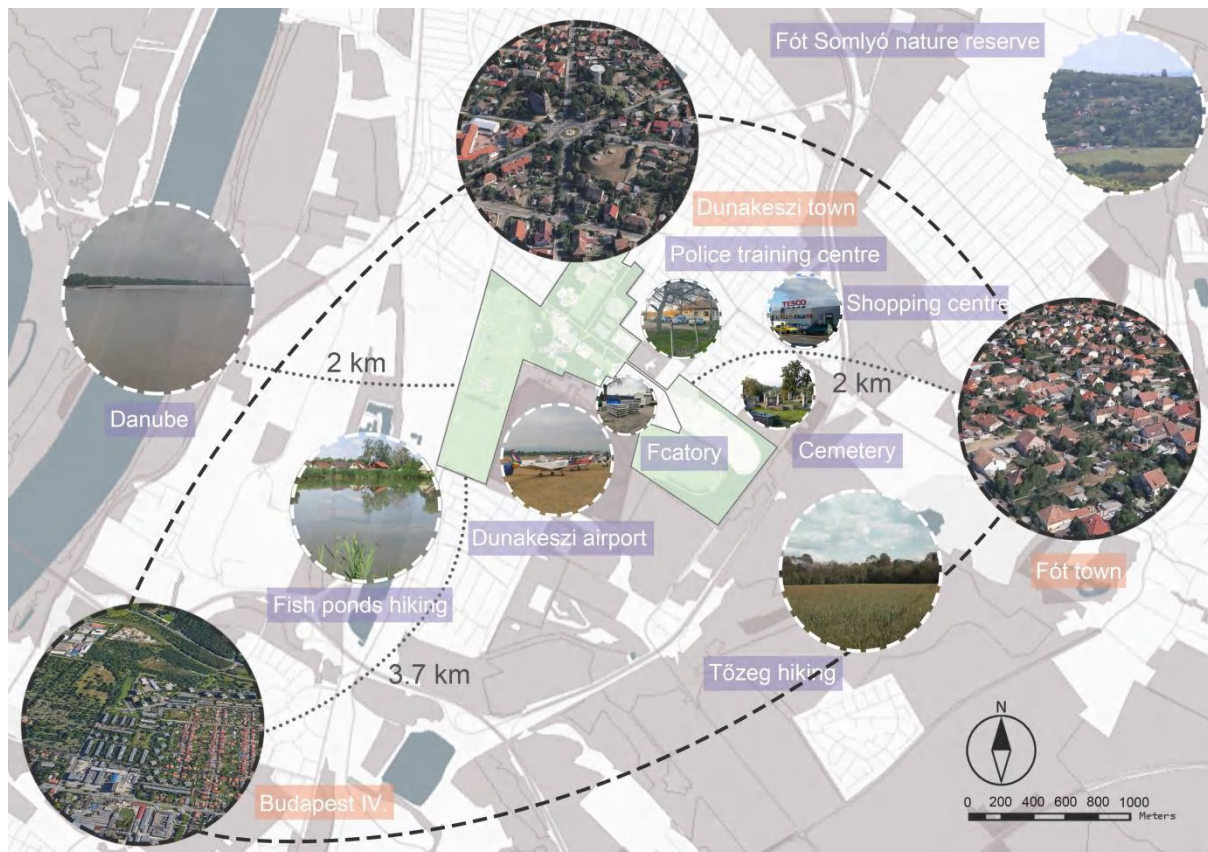 Fót Somlyó nature reserve
Dunakeszi town
Police training centre
TESCO
Shopping centre
2 km
2 km
Danube
Fcatory
Cemetery
Dunakeszi airport
Fót town
Fish ponds hiking
3.7 km
Tőzeg hiking
N
Budapest IV.
0 200 400 600 800 1000
Meters